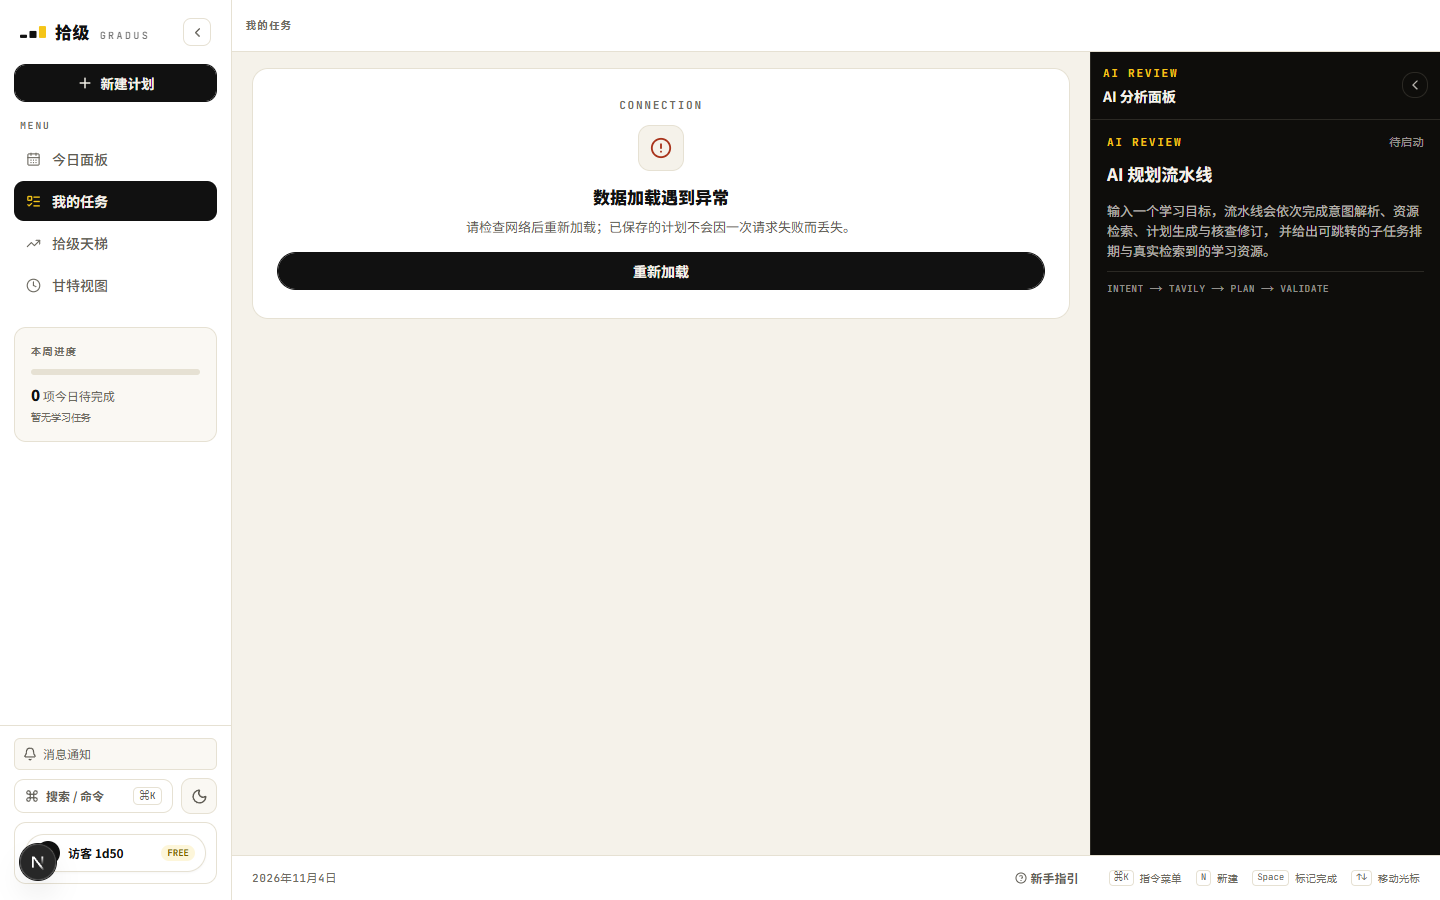 拾级 GRADUS
新建计划
MENU
今日面板
我的任务
拾级天梯
甘特视图
本周进度
0 项今日待完成
暂无学习任务
消息通知
搜索 / 命令 ⌘K
访客 1d50 FREE
N
我的任务
CONNECTION
数据加载遇到异常
请检查网络后重新加载；已保存的计划不会因一次请求失败而丢失。
重新加载
AI REVIEW
AI 分析面板
AI REVIEW 待启动
AI 规划流水线
输入一个学习目标，流水线会依次完成意图解析、资源
检索、计划生成与核查修订， 并给出可跳转的子任务排
期与真实检索到的学习资源。
INTENT → TAVILY → PLAN → VALIDATE
2026年11月4日
新手指引
⌘K 指令菜单 N 新建 Space 标记完成 ↑↓ 移动光标